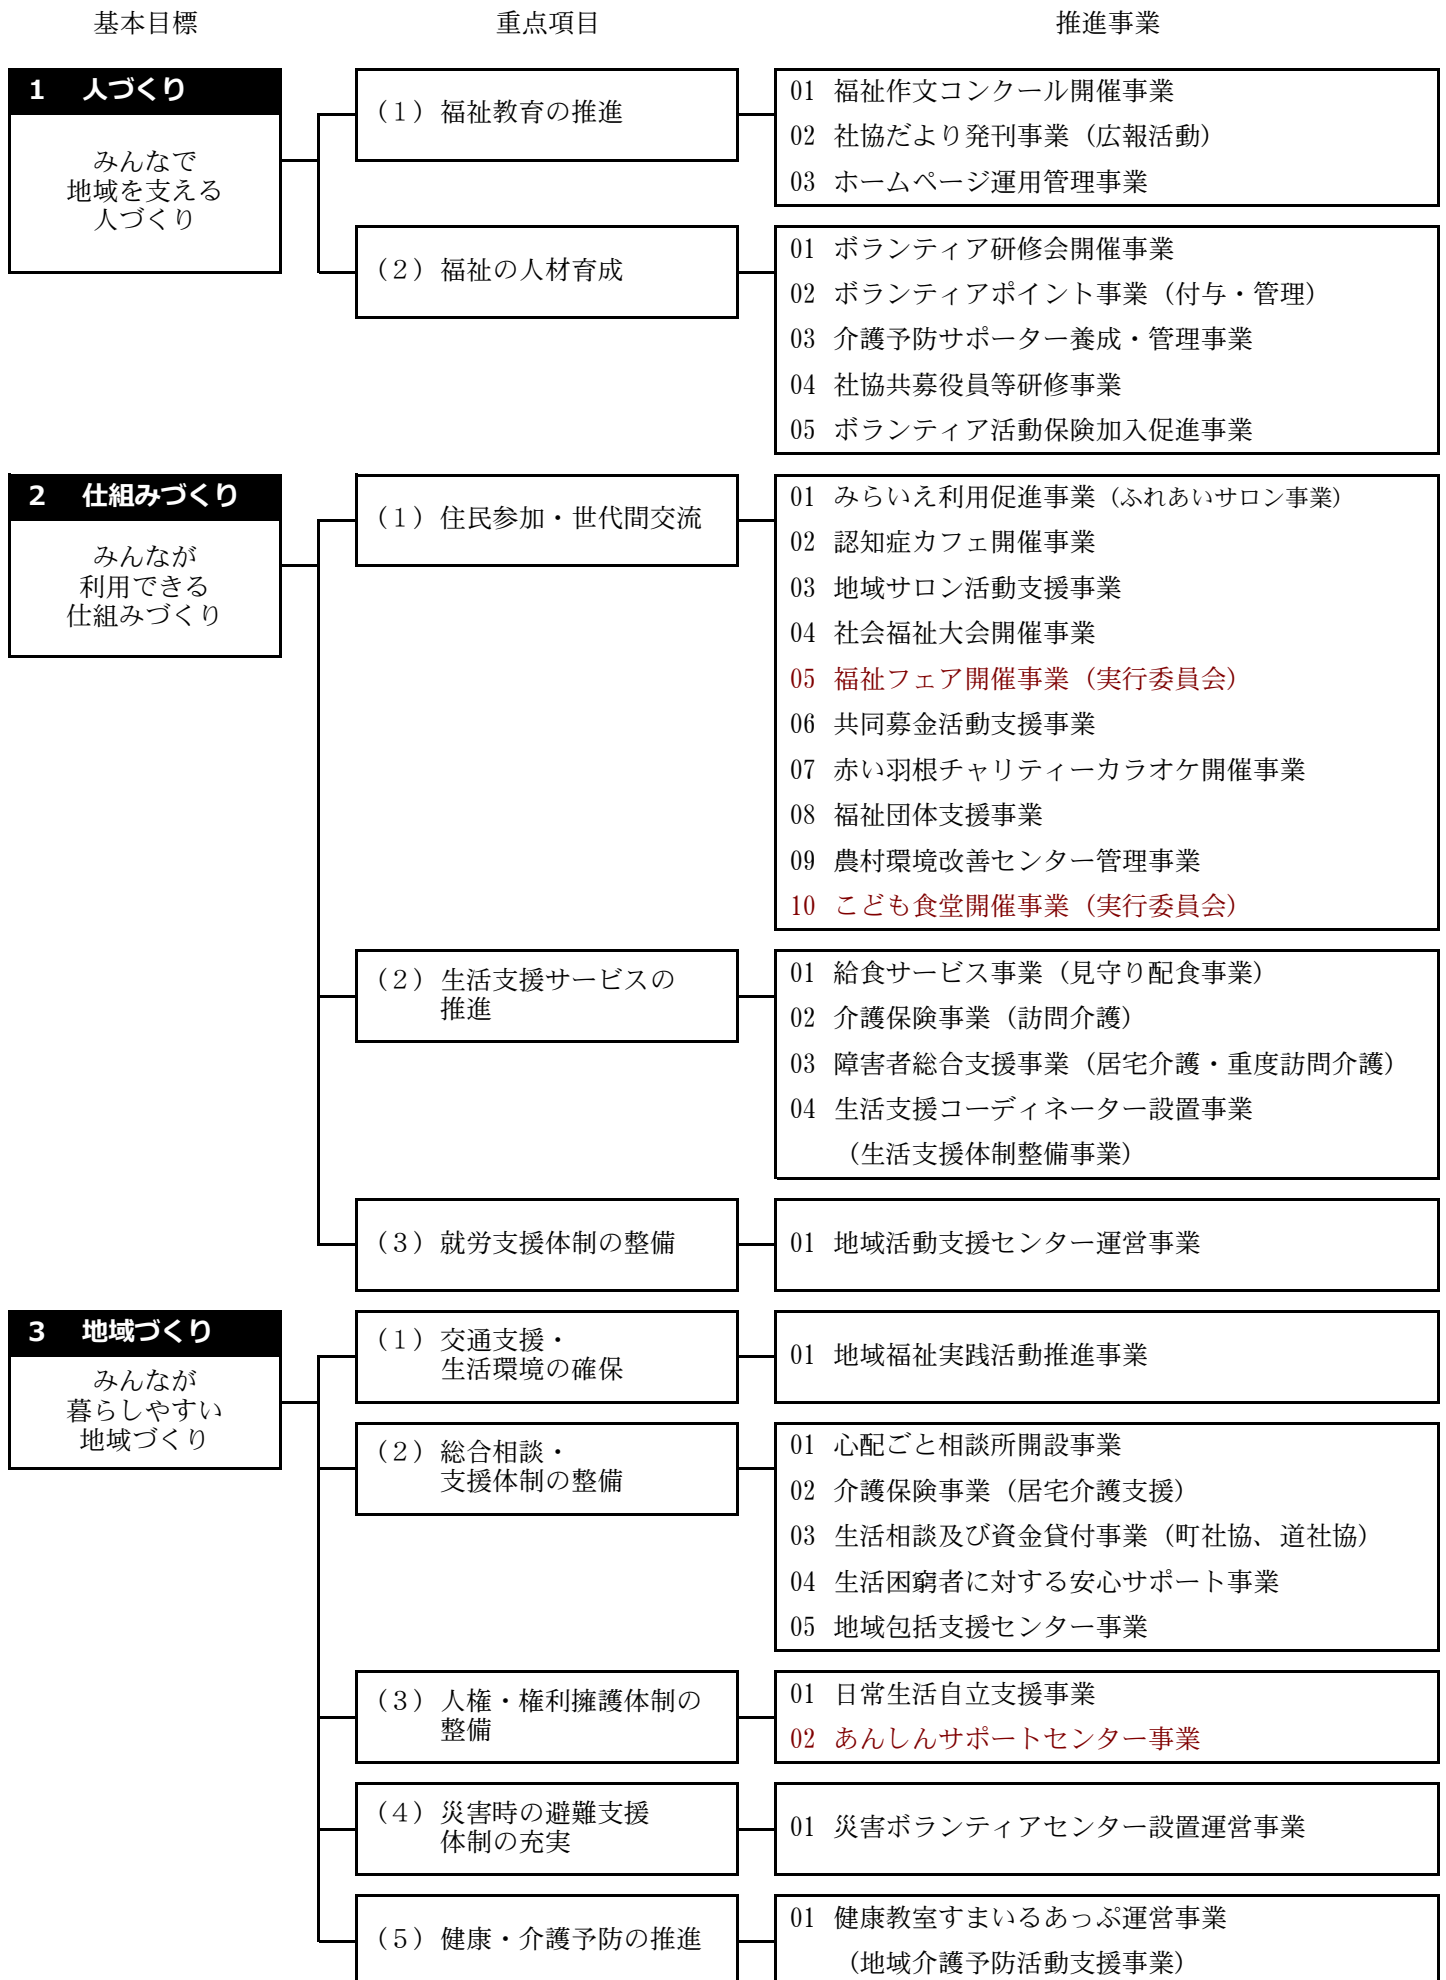 基本目標
重点項目
推進事業
1 人づくり
みんなで
地域を支える
人づくり
（１）福祉教育の推進
01 福祉作文コンクール開催事業
02 社協だより発刊事業（広報活動）
03 ホームページ運用管理事業
（２）福祉の人材育成
01 ボランティア研修会開催事業
02 ボランティアポイント事業（付与・管理）
03 介護予防サポーター養成・管理事業
04 社協共募役員等研修事業
05 ボランティア活動保険加入促進事業
2 仕組みづくり
みんなが
利用できる
仕組みづくり
（１）住民参加・世代間交流
01 みらいえ利用促進事業（ふれあいサロン事業）
02 認知症カフェ開催事業
03 地域サロン活動支援事業
04 社会福祉大会開催事業
05 福祉フェア開催事業（実行委員会）
06 共同募金活動支援事業
07 赤い羽根チャリティーカラオケ開催事業
08 福祉団体支援事業
09 農村環境改善センター管理事業
10 こども食堂開催事業（実行委員会）
（２）生活支援サービスの
推進
01 給食サービス事業（見守り配食事業）
02 介護保険事業（訪問介護）
03 障害者総合支援事業（居宅介護・重度訪問介護）
04 生活支援コーディネーター設置事業
（生活支援体制整備事業）
（３）就労支援体制の整備
01 地域活動支援センター運営事業
3 地域づくり
みんなが
暮らしやすい
地域づくり
（１）交通支援・
生活環境の確保
01 地域福祉実践活動推進事業
（２）総合相談・
支援体制の整備
01 心配ごと相談所開設事業
02 介護保険事業（居宅介護支援）
03 生活相談及び資金貸付事業（町社協、道社協）
04 生活困窮者に対する安心サポート事業
05 地域包括支援センター事業
（３）人権・権利擁護体制の
整備
01 日常生活自立支援事業
02 あんしんサポートセンター事業
（４）災害時の避難支援
体制の充実
01 災害ボランティアセンター設置運営事業
（５）健康・介護予防の推進
01 健康教室すまいるあっぷ運営事業
（地域介護予防活動支援事業）